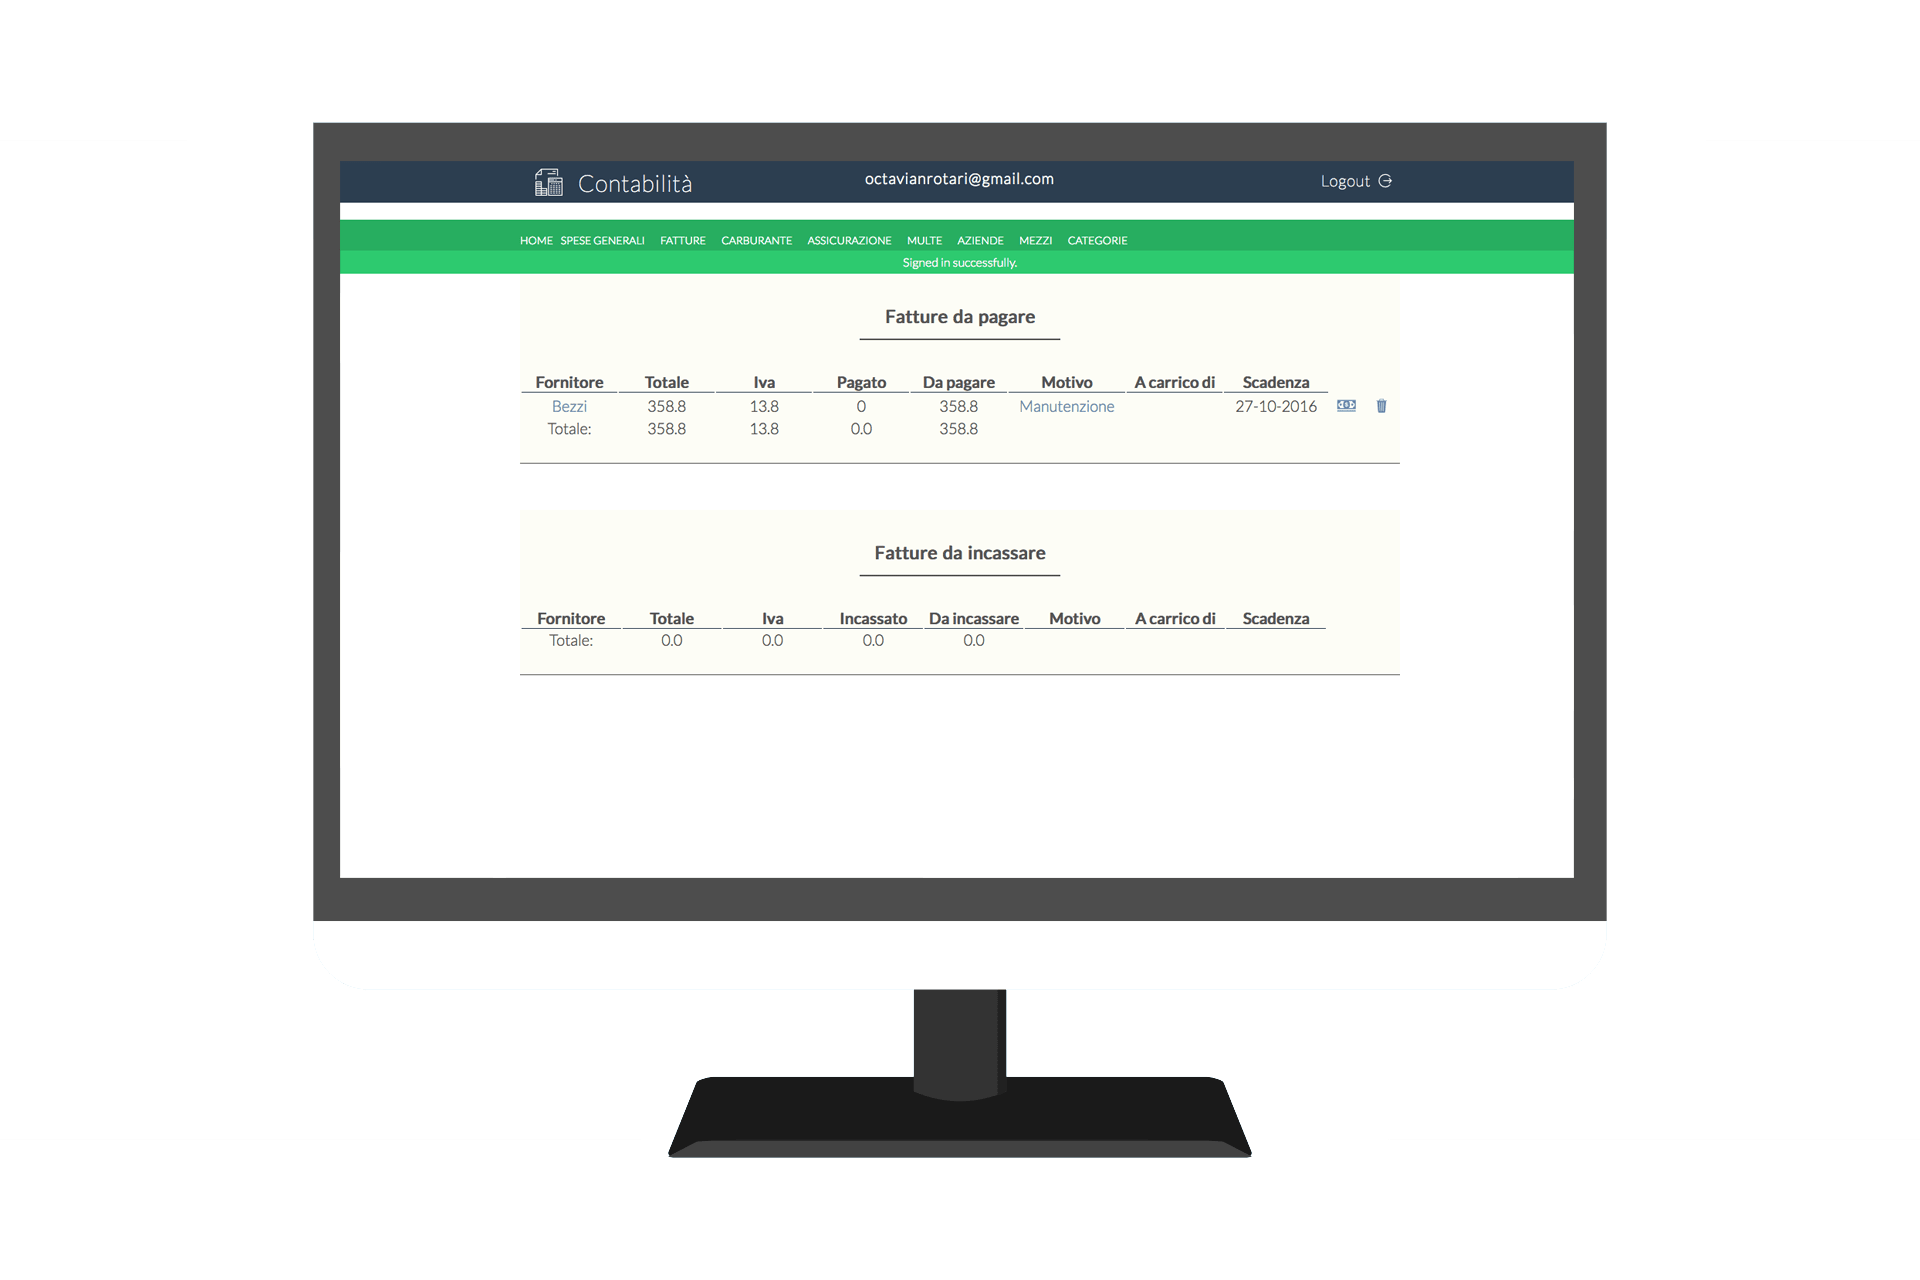 Contabilità octavianrotari@gmail.com Logout
HOME SPESE GENERALI FATTURE CARBURANTE ASSICURAZIONE MULTE AZIENDE MEZZI CATEGORIE
Signed in successfully.
Fatture da pagare
Fornitore Totale Iva Pagato Da pagare Motivo A carrico di Scadenza
Bezzi 358.8 13.8 0 358.8 Manutenzione 27-10-2016
Totale: 358.8 13.8 0.0 358.8
Fatture da incassare
Fornitore Totale Iva Incassato Da incassare Motivo A carrico di Scadenza
Totale: 0.0 0.0 0.0 0.0